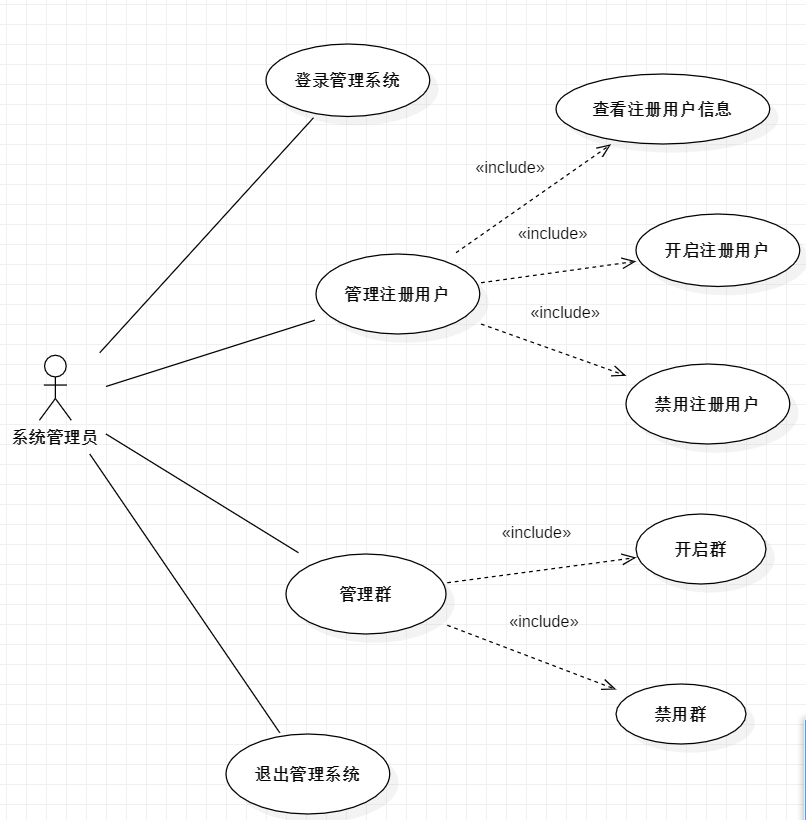 登录管理系统
查看注册用户信息
«include»
«include»
开启注册用户
管理注册用户
«include»
禁用注册用户
系统管理员
«include»
开启群
管理群
«include»
禁用群
退出管理系统